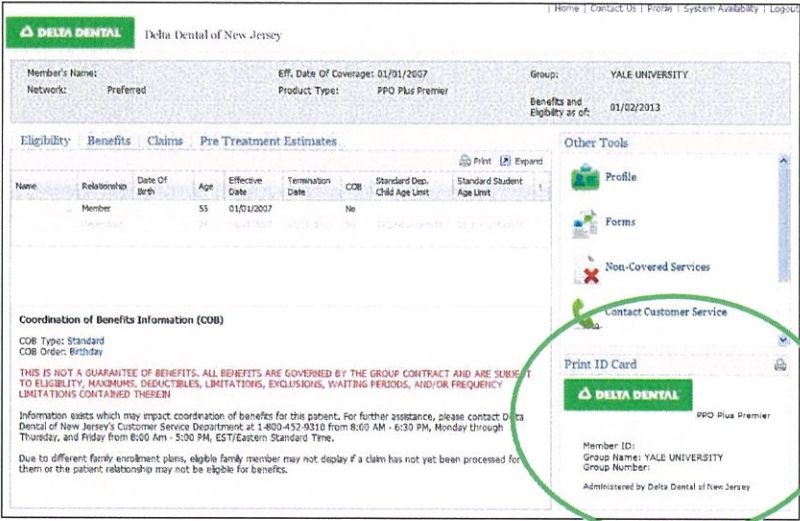 | Home | Contact Us | Profile | System Availability | Logout
DELTA DENTAL
Delta Dental of New Jersey
Member's Name:
Eff. Date Of Coverage: 01/01/2007
Group: YALE UNIVERSITY
Network: Preferred
Product Type: PPO Plus Premier
Benefits and Eligibility as of: 01/02/2013
Eligibility | Benefits | Claims | Pre Treatment Estimates
Print Expand
Name Relationship Date Of Birth Age Effective Date Termination Date COB Standard Dep. Child Age Limit Standard Student Age Limit
Member 55 01/01/2007 No
Coordination of Benefits Information (COB)
COB Type: Standard
COB Order: Birthday
THIS IS NOT A GUARANTEE OF BENEFITS. ALL BENEFITS ARE GOVERNED BY THE GROUP CONTRACT AND ARE SUBJECT
TO ELIGIBILITY, MAXIMUMS, DEDUCTIBLES, LIMITATIONS, EXCLUSIONS, WAITING PERIODS, AND/OR FREQUENCY
LIMITATIONS CONTAINED THEREIN
Information exists which may impact coordination of benefits for this patient. For further assistance, please contact Delta
Dental of New Jersey's Customer Service Department at 1-800-452-9310 from 8:00 AM - 6:30 PM, Monday through
Thursday, and Friday from 8:00 Am - 5:00 PM, EST/Eastern Standard Time.
Due to different family enrollment plans, eligible family member may not display if a claim has not yet been processed for
them or the patient relationship may not be eligible for benefits.
Other Tools
Profile
Forms
Non-Covered Services
Contact Customer Service
Print ID Card
DELTA DENTAL
PPO Plus Premier
Member ID:
Group Name: YALE UNIVERSITY
Group Number:
Administered by Delta Dental of New Jersey